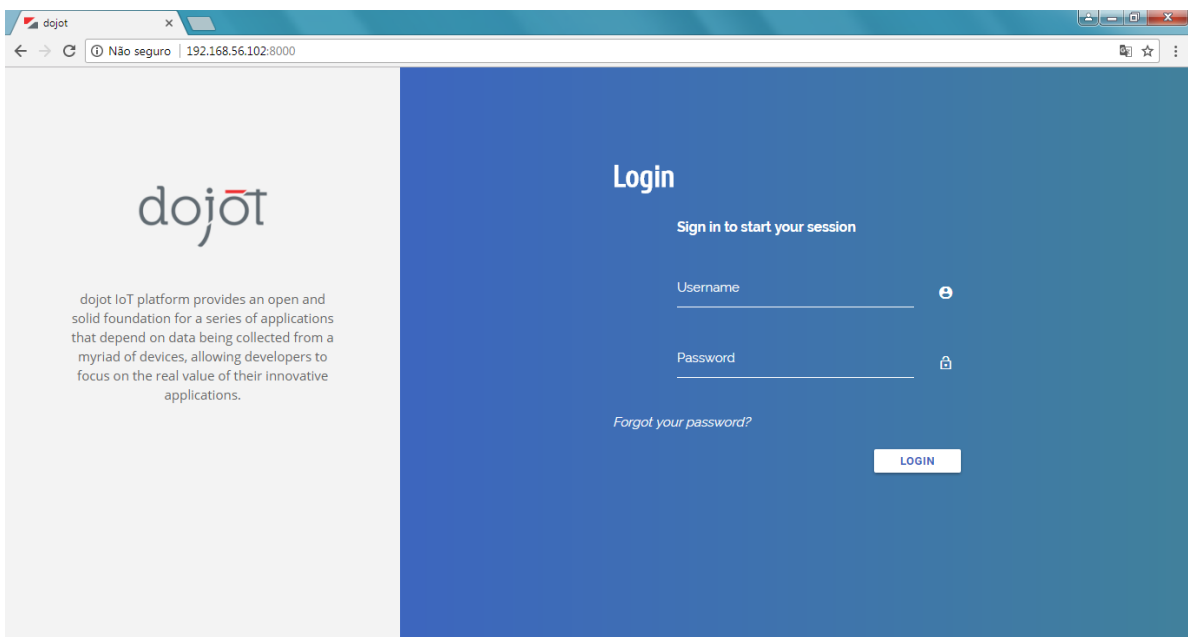 dojot
Não seguro | 192.168.56.102:8000
dojot
dojot IoT platform provides an open and
solid foundation for a series of applications
that depend on data being collected from a
myriad of devices, allowing developers to
focus on the real value of their innovative
applications.
Login
Sign in to start your session
Username
Password
Forgot your password?
LOGIN